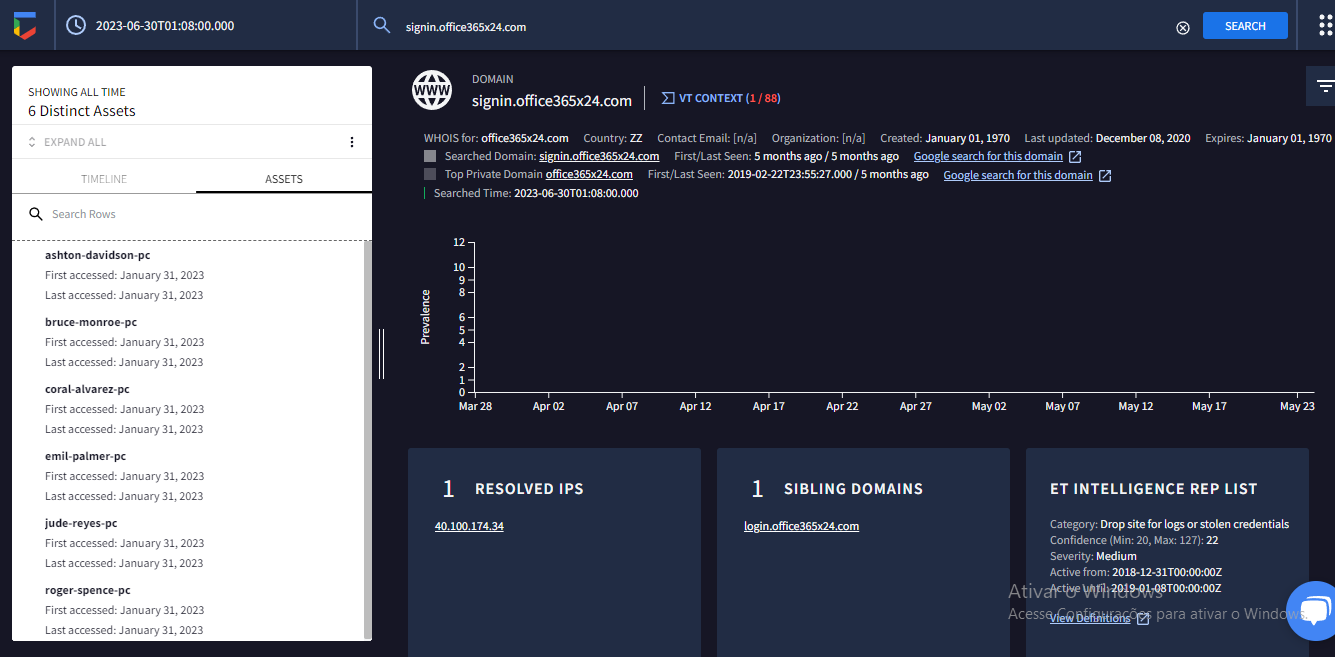 2023-06-30T01:08:00.000
signin.office365x24.com
SEARCH
SHOWING ALL TIME
6 Distinct Assets
EXPAND ALL
TIMELINE ASSETS
Search Rows
ashton-davidson-pc
First accessed: January 31, 2023
Last accessed: January 31, 2023
bruce-monroe-pc
First accessed: January 31, 2023
Last accessed: January 31, 2023
coral-alvarez-pc
First accessed: January 31, 2023
Last accessed: January 31, 2023
emil-palmer-pc
First accessed: January 31, 2023
Last accessed: January 31, 2023
jude-reyes-pc
First accessed: January 31, 2023
Last accessed: January 31, 2023
roger-spence-pc
First accessed: January 31, 2023
Last accessed: January 31, 2023
WWW
DOMAIN
signin.office365x24.com
VT CONTEXT (1 / 88)
WHOIS for: office365x24.com Country: ZZ Contact Email: [n/a] Organization: [n/a] Created: January 01, 1970 Last updated: December 08, 2020 Expires: January 01, 1970
Searched Domain: signin.office365x24.com First/Last Seen: 5 months ago / 5 months ago Google search for this domain
Top Private Domain office365x24.com First/Last Seen: 2019-02-22T23:55:27.000 / 5 months ago Google search for this domain
Searched Time: 2023-06-30T01:08:00.000
Prevalence
12
10
9
8
6
5
4
2
1
0
Mar 28 Apr 02 Apr 07 Apr 12 Apr 17 Apr 22 Apr 27 May 02 May 07 May 12 May 17 May 23
1 RESOLVED IPS
40.100.174.34
1 SIBLING DOMAINS
login.office365x24.com
ET INTELLIGENCE REP LIST
Category: Drop site for logs or stolen credentials
Confidence (Min: 20, Max: 127): 22
Severity: Medium
Active from: 2018-12-31T00:00:00Z
Active until: 2019-01-08T00:00:00Z
View Definitions
Ativar o Windows
Acesse Configurações para ativar o Windows.